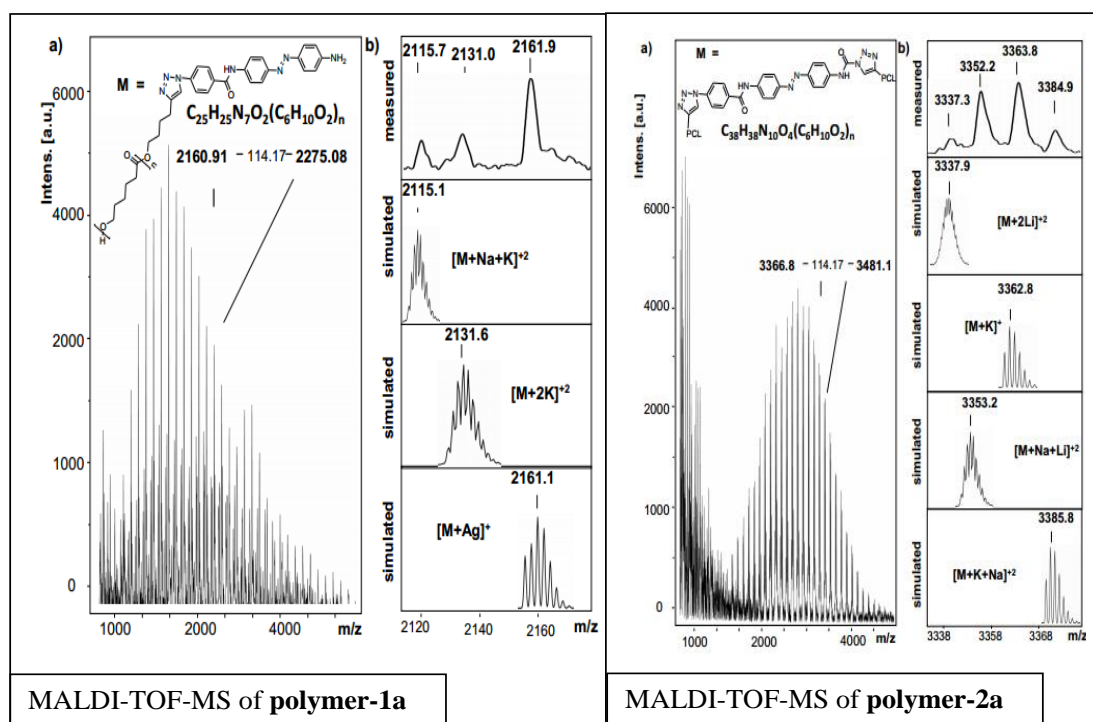 a)
M =
NH₂
C₂₅H₂₅N₇O₂(C₆H₁₀O₂)n
2160.91 – 114.17 – 2275.08
Intens. [a.u.]
6000
4000
2000
1000
0
1000 2000 4000 m/z
b)
2115.7 2131.0 2161.9
measured
2115.1
simulated
[M+Na+K]⁺²
2131.6
simulated
[M+2K]⁺²
2161.1
simulated
[M+Ag]⁺
2120 2140 2160 m/z
MALDI-TOF-MS of polymer-1a
a)
M =
PCL
PCL
C₃₈H₃₈N₁₀O₄(C₆H₁₀O₂)n
3366.8 – 114.17 – 3481.1
Intens. [a.u.]
6000
4000
2000
1000
0
1000 2000 4000 m/z
b)
3337.3 3352.2 3363.8 3384.9
measured
3337.9
simulated
[M+2Li]⁺²
3362.8
simulated
[M+K]⁺
3353.2
simulated
[M+Na+Li]⁺²
3385.8
simulated
[M+K+Na]⁺²
3338 3358 3368 m/z
MALDI-TOF-MS of polymer-2a